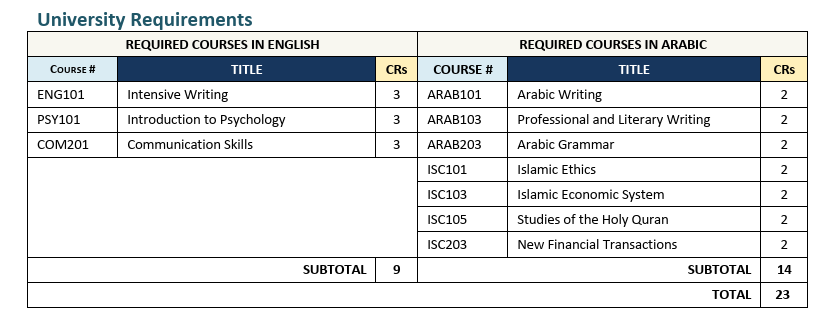 University Requirements
REQUIRED COURSES IN ENGLISH REQUIRED COURSES IN ARABIC
COURSE # TITLE CRs COURSE # TITLE CRs
ENG101 Intensive Writing 3 ARAB101 Arabic Writing 2
PSY101 Introduction to Psychology 3 ARAB103 Professional and Literary Writing 2
COM201 Communication Skills 3 ARAB203 Arabic Grammar 2
ISC101 Islamic Ethics 2
ISC103 Islamic Economic System 2
ISC105 Studies of the Holy Quran 2
ISC203 New Financial Transactions 2
SUBTOTAL 9 SUBTOTAL 14
TOTAL 23